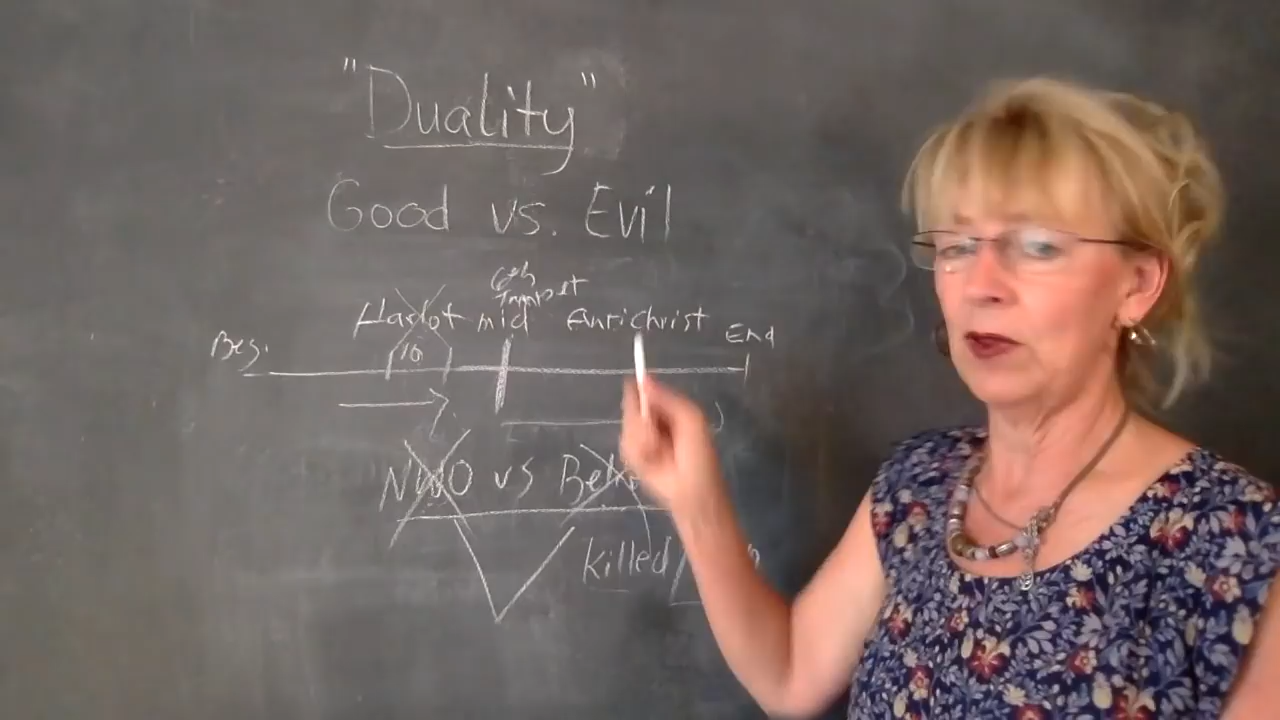 "Duality"
Good vs. Evil
6th
Trumpet
Harlot mid Antichrist End
Beg. 10
NWO vs
killed